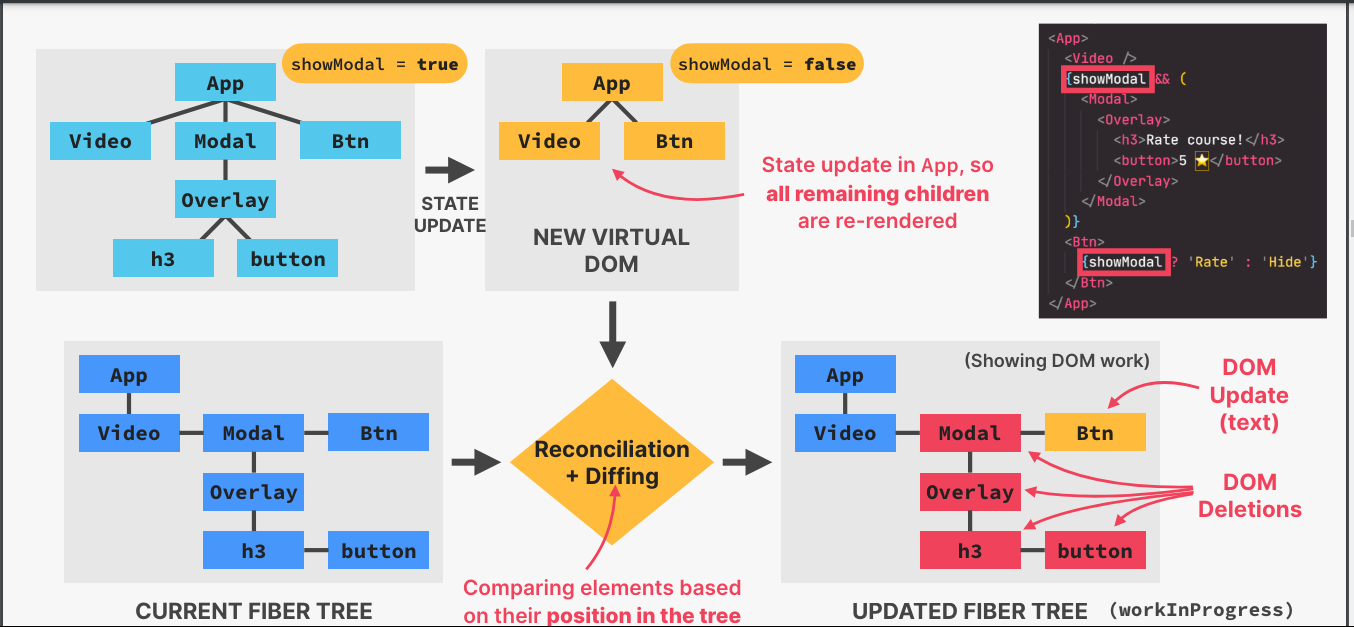 showModal = true
App
Video
Modal
Btn
Overlay
h3
button
STATE
UPDATE
showModal = false
App
Video
Btn
NEW VIRTUAL
DOM
State update in App, so
all remaining children
are re-rendered
<App>
<Video />
{showModal && (
<Modal>
<Overlay>
<h3>Rate course!</h3>
<button>5 ⭐</button>
</Overlay>
</Modal>
)}
<Btn>
{showModal ? 'Rate' : 'Hide'}
</Btn>
</App>
App
Video
Modal
Btn
Overlay
h3
button
CURRENT FIBER TREE
Reconciliation
+ Diffing
Comparing elements based
on their position in the tree
(Showing DOM work)
App
Video
Modal
Btn
Overlay
h3
button
DOM
Update
(text)
DOM
Deletions
UPDATED FIBER TREE (workInProgress)